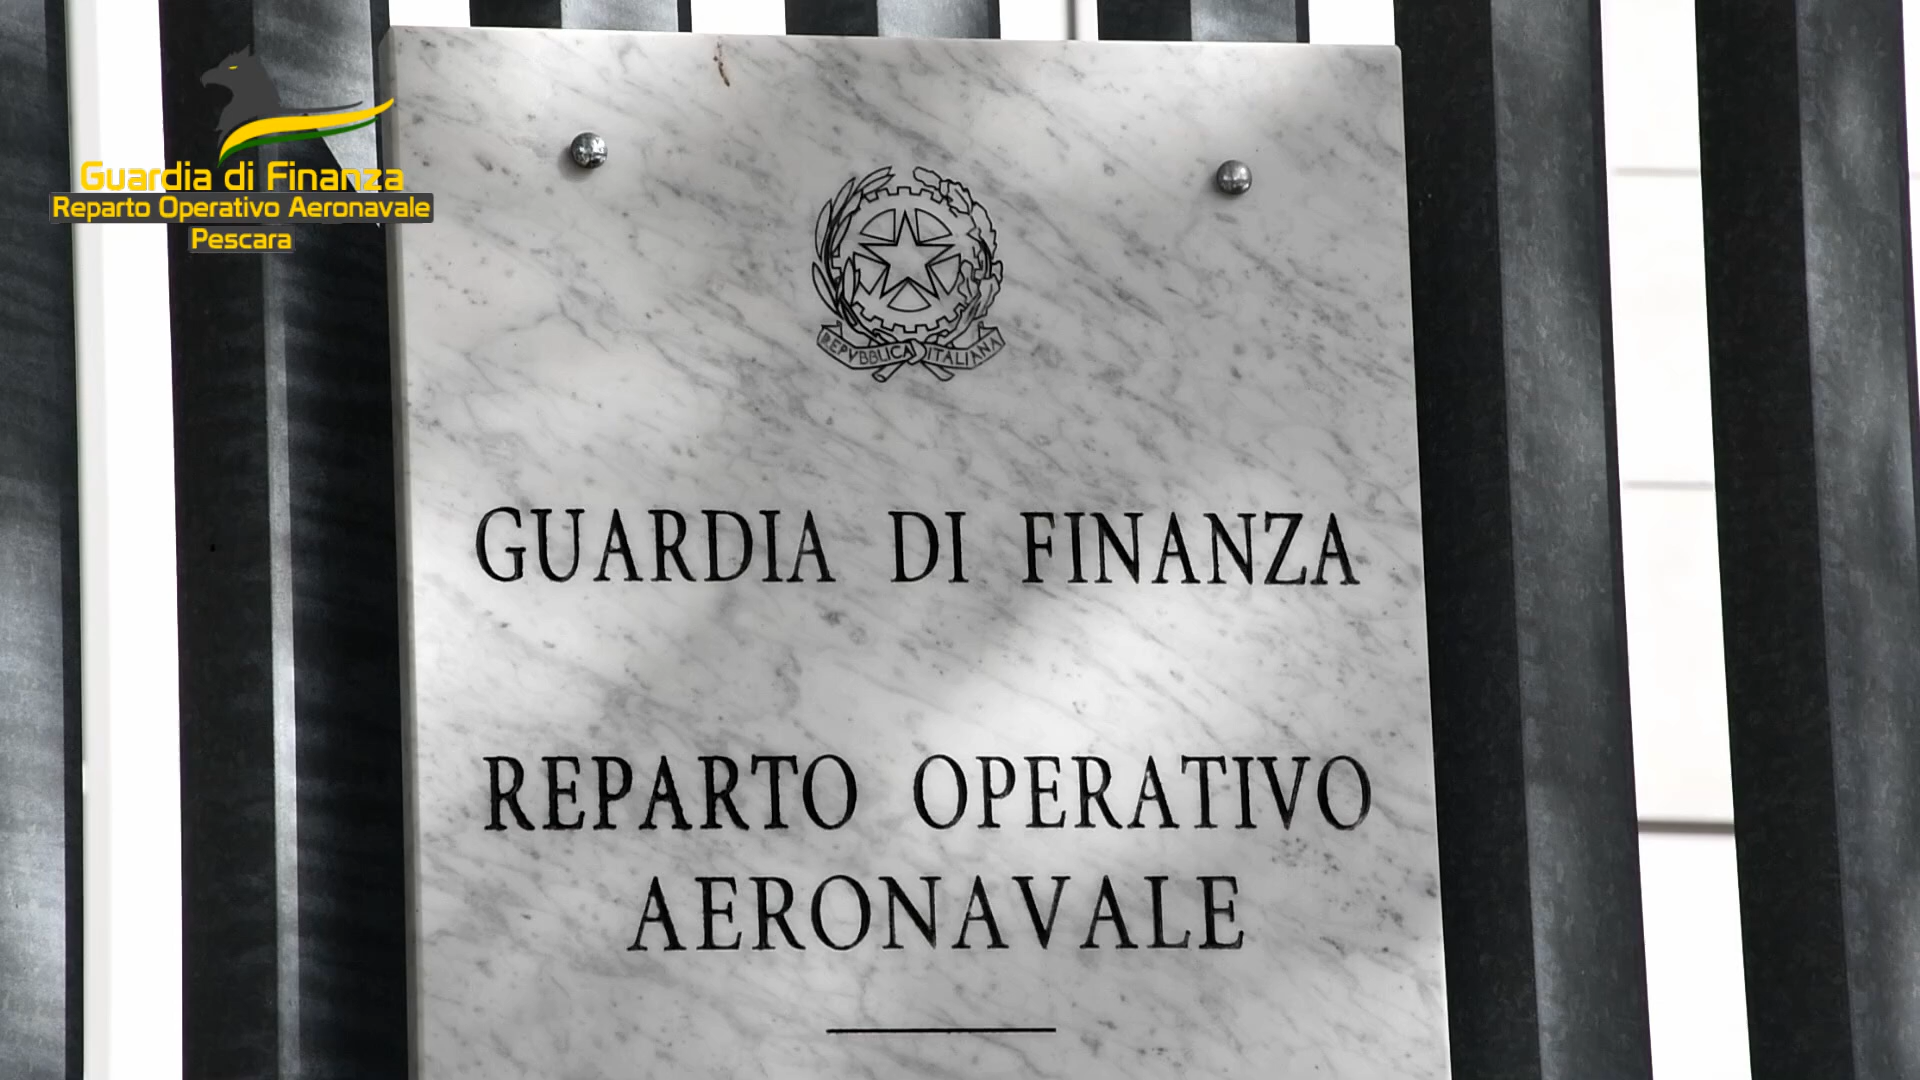 Guardia di Finanza
Reparto Operativo Aeronavale
Pescara
REPVBBLICA ITALIANA
GUARDIA DI FINANZA
REPARTO OPERATIVO
AERONAVALE